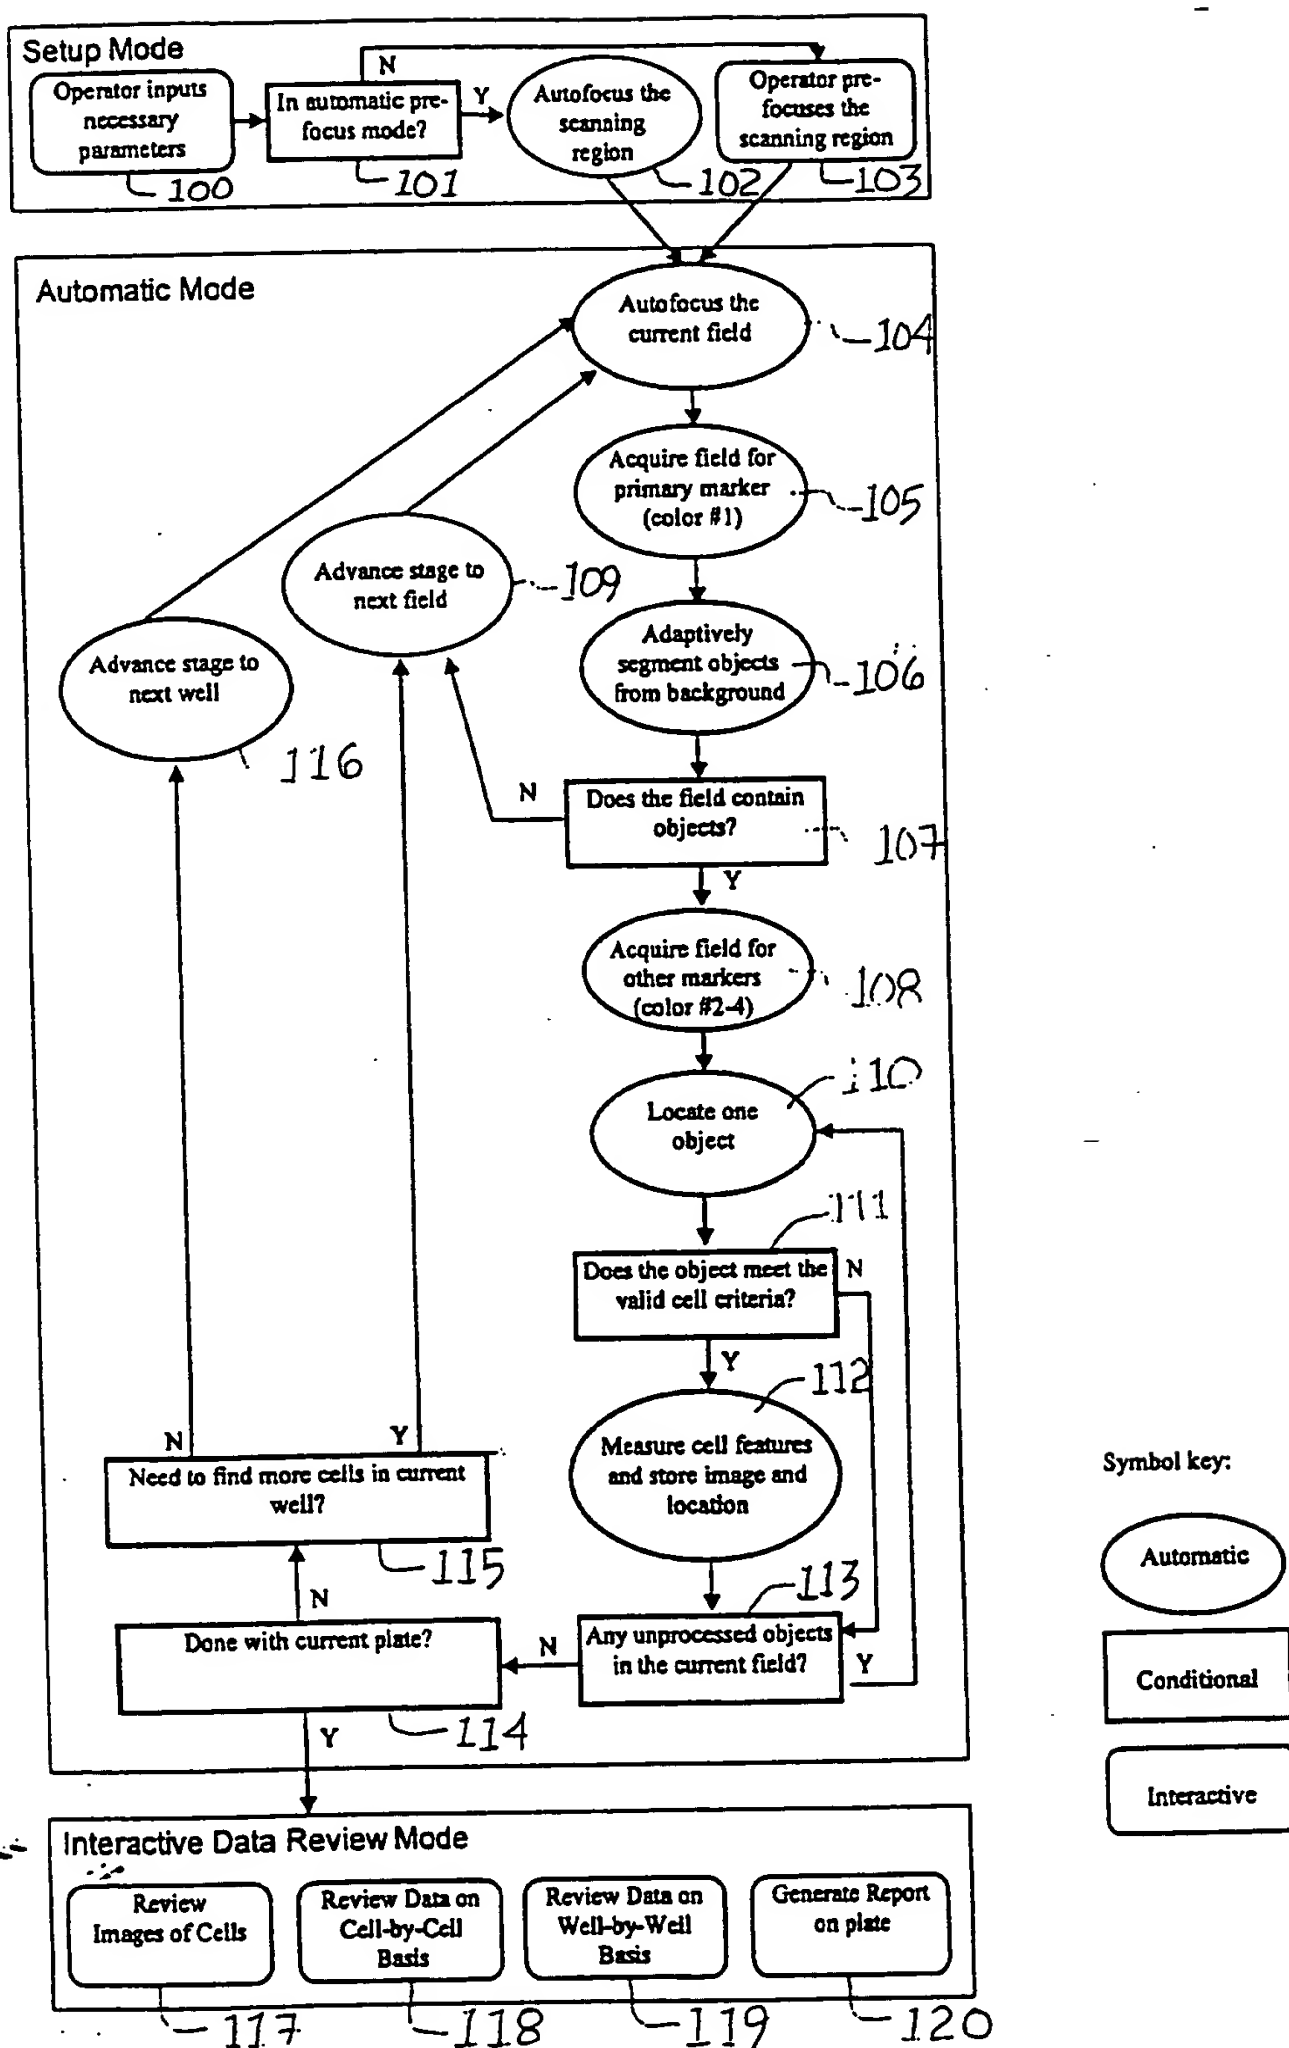 Setup Mode
Operator inputs
necessary
parameters
100
In automatic pre-
focus mode?
101
N
Y
Autofocus the
scanning
region
102
Operator pre-
focuses the
scanning region
103
Automatic Mode
Autofocus the
current field
104
Acquire field for
primary marker
(color #1)
105
Advance stage to
next field
109
Adaptively
segment objects
from background
106
Advance stage to
next well
116
N
Does the field contain
objects?
107
Y
Acquire field for
other markers
(color #2-4)
108
Locate one
object
110
111
Does the object meet the
valid cell criteria?
N
Y
112
Measure cell features
and store image and
location
N
Y
Need to find more cells in current
well?
115
N
113
Any unprocessed objects
in the current field?
Y
N
Done with current plate?
114
Y
Symbol key:
Automatic
Conditional
Interactive
Interactive Data Review Mode
Review
Images of Cells
117
Review Data on
Cell-by-Cell
Basis
118
Review Data on
Well-by-Well
Basis
119
Generate Report
on plate
120